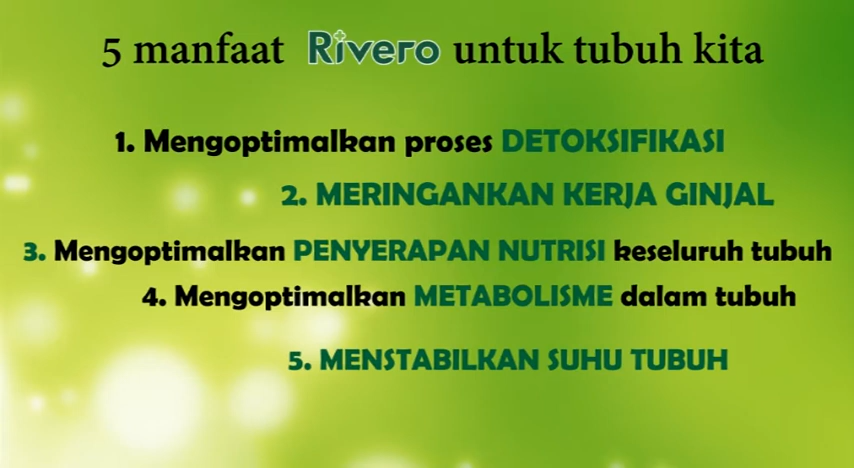 5 manfaat Rivero untuk tubuh kita
1. Mengoptimalkan proses DETOKSIFIKASI
2. MERINGANKAN KERJA GINJAL
3. Mengoptimalkan PENYERAPAN NUTRISI keseluruh tubuh
4. Mengoptimalkan METABOLISME dalam tubuh
5. MENSTABILKAN SUHU TUBUH